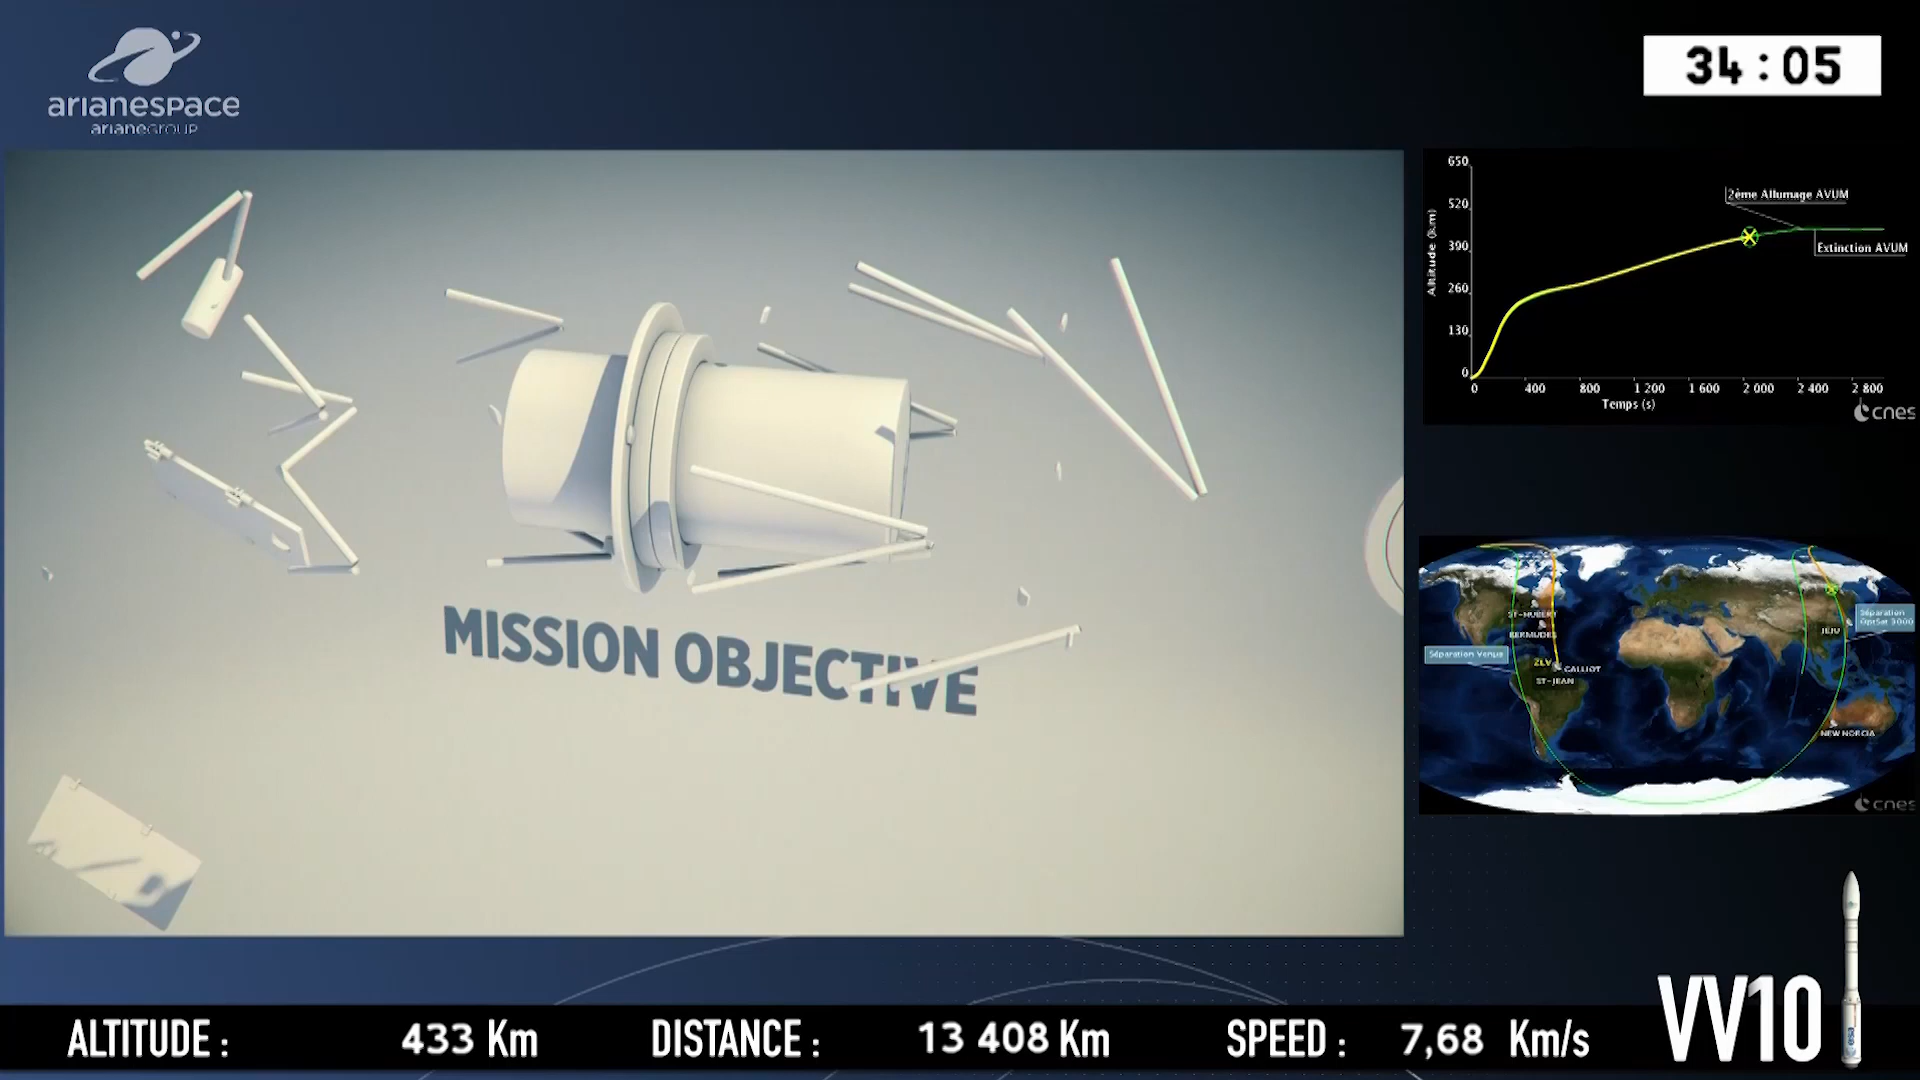 arianespace
arianeGROUP
34 : 05
MISSION OBJECTIVE
650
520
390
260
130
0
Altitude (km)
2ème Allumage AVUM
Extinction AVUM
0 400 800 1 200 1 600 2 000 2 400 2 800
Temps (s)
cnes
ST-HUBERT
BERMUDES
Séparation Venµs
ZLV
GALLIOT
ST-JEAN
JEJU
Séparation
OptSat 3000
NEW NORCIA
cnes
VV10
esa
ALTITUDE : 433 Km DISTANCE : 13 408 Km SPEED : 7,68 Km/s